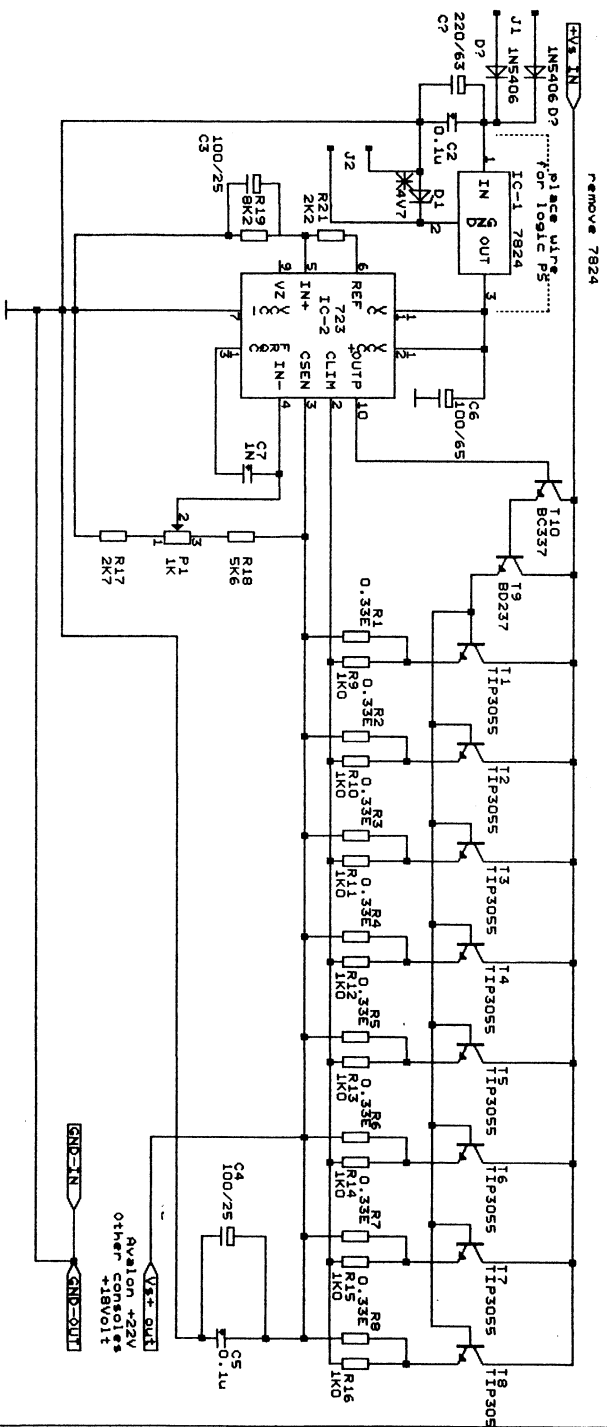 remove 7824
+Vs IN
1N5406 D?
J1 1N5406
D?
220/63
C?
C2
0.1u
place wire
for logic PS
IC-1 7824
IN
OUT
GND
1
2
3
D1
4V7
J2
100/25
C3
R19
8K2
R21
2K2
723
IC-2
REF
IN+
VZ
VCC
VC
OUTP
CLIM
CSEN
IN-
6
5
9
7
12
11
10
2
3
4
13
C6
100/65
C7
1N
P1
1K
1
2
3
R17
2K7
R18
5K6
T10
BC337
T9
BD237
T1
TIP3055
T2
TIP3055
T3
TIP3055
T4
TIP3055
T5
TIP3055
T6
TIP3055
T7
TIP3055
T8
TIP305
R1
0.33E
R9
1K0
R2
0.33E
R10
1K0
R3
0.33E
R11
1K0
R4
0.33E
R12
1K0
R5
0.33E
R13
1K0
R6
0.33E
R14
1K0
R7
0.33E
R15
1K0
R8
0.33E
R16
1K0
C4
100/25
C5
0.1u
Vs+ out
Avalon +22V
Other consoles
+18Volt
GND-IN
GND-OUT